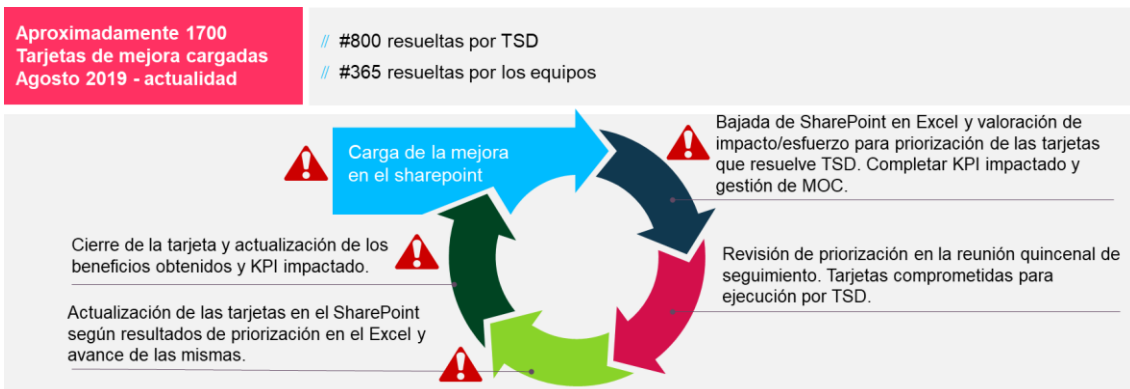 Aproximadamente 1700
Tarjetas de mejora cargadas
Agosto 2019 - actualidad
// #800 resueltas por TSD
// #365 resueltas por los equipos
Carga de la mejora
en el sharepoint
Bajada de SharePoint en Excel y valoración de
impacto/esfuerzo para priorización de las tarjetas
que resuelve TSD. Completar KPI impactado y
gestión de MOC.
Revisión de priorización en la reunión quincenal de
seguimiento. Tarjetas comprometidas para
ejecución por TSD.
Actualización de las tarjetas en el SharePoint
según resultados de priorización en el Excel y
avance de las mismas.
Cierre de la tarjeta y actualización de los
beneficios obtenidos y KPI impactado.